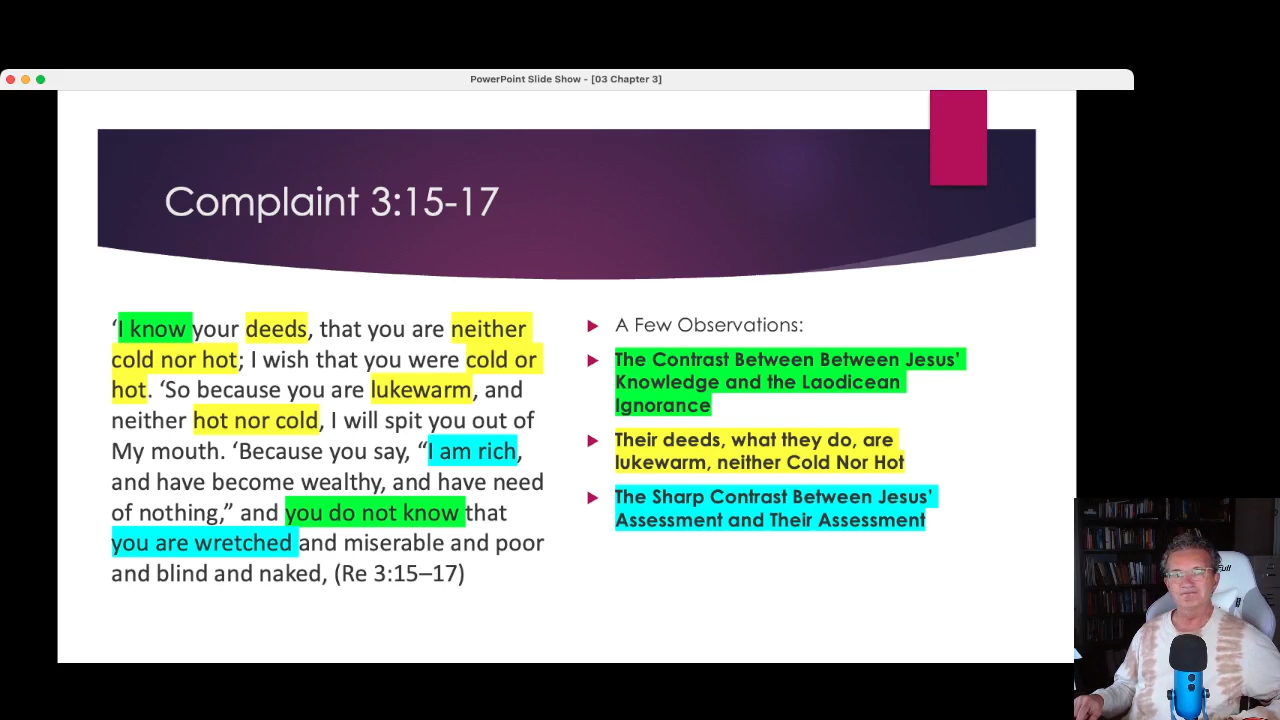 PowerPoint Slide Show - [03 Chapter 3]
Complaint 3:15-17
‘I know your deeds, that you are neither
cold nor hot; I wish that you were cold or
hot. ‘So because you are lukewarm, and
neither hot nor cold, I will spit you out of
My mouth. ‘Because you say, “I am rich,
and have become wealthy, and have need
of nothing,” and you do not know that
you are wretched and miserable and poor
and blind and naked, (Re 3:15–17)
A Few Observations:
The Contrast Between Between Jesus’
Knowledge and the Laodicean
Ignorance
Their deeds, what they do, are
lukewarm, neither Cold Nor Hot
The Sharp Contrast Between Jesus’
Assessment and Their Assessment